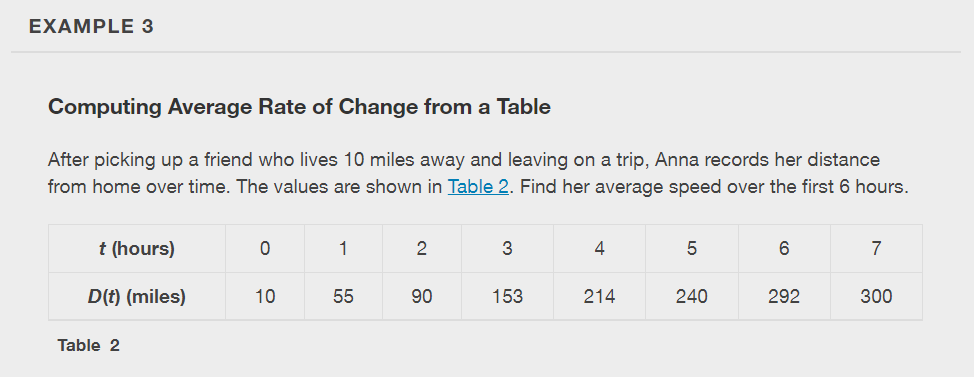 EXAMPLE 3
Computing Average Rate of Change from a Table
After picking up a friend who lives 10 miles away and leaving on a trip, Anna records her distance
from home over time. The values are shown in Table 2. Find her average speed over the first 6 hours.
t (hours) 0 1 2 3 4 5 6 7
D(t) (miles) 10 55 90 153 214 240 292 300
Table 2